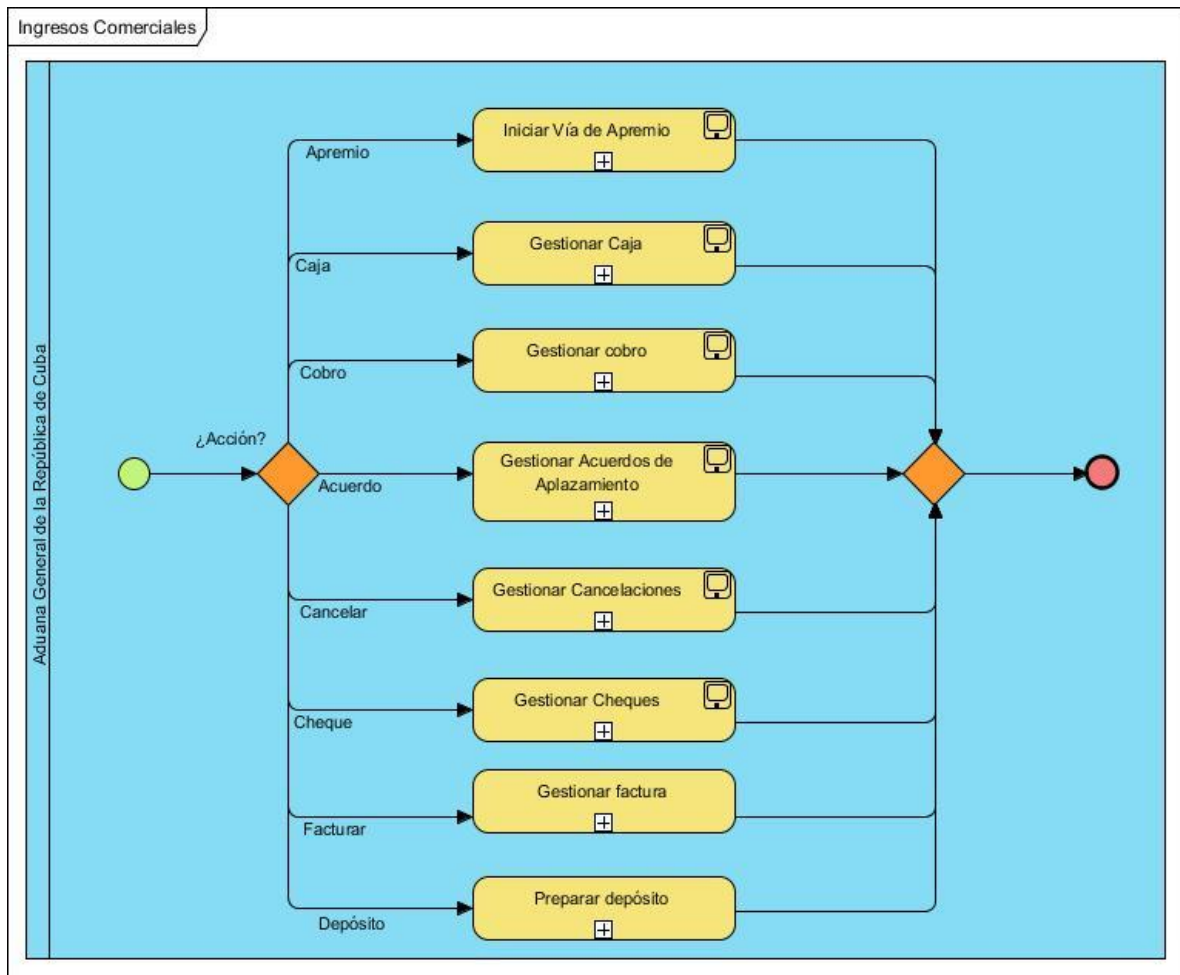 Ingresos Comerciales
Aduana General de la República de Cuba
¿Acción?
Apremio
Iniciar Vía de Apremio
Caja
Gestionar Caja
Cobro
Gestionar cobro
Acuerdo
Gestionar Acuerdos de
Aplazamiento
Cancelar
Gestionar Cancelaciones
Cheque
Gestionar Cheques
Facturar
Gestionar factura
Depósito
Preparar depósito